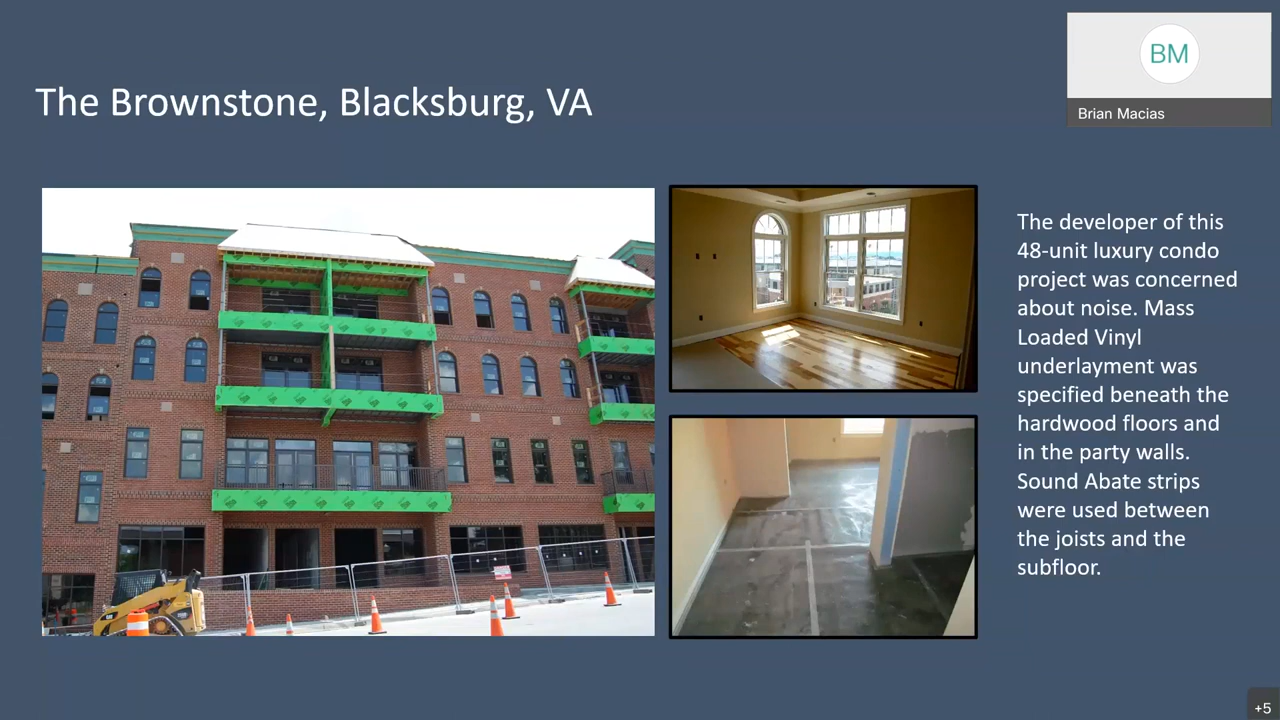 BM
Brian Macias
The Brownstone, Blacksburg, VA
The developer of this
48-unit luxury condo
project was concerned
about noise. Mass
Loaded Vinyl
underlayment was
specified beneath the
hardwood floors and
in the party walls.
Sound Abate strips
were used between
the joists and the
subfloor.
+5